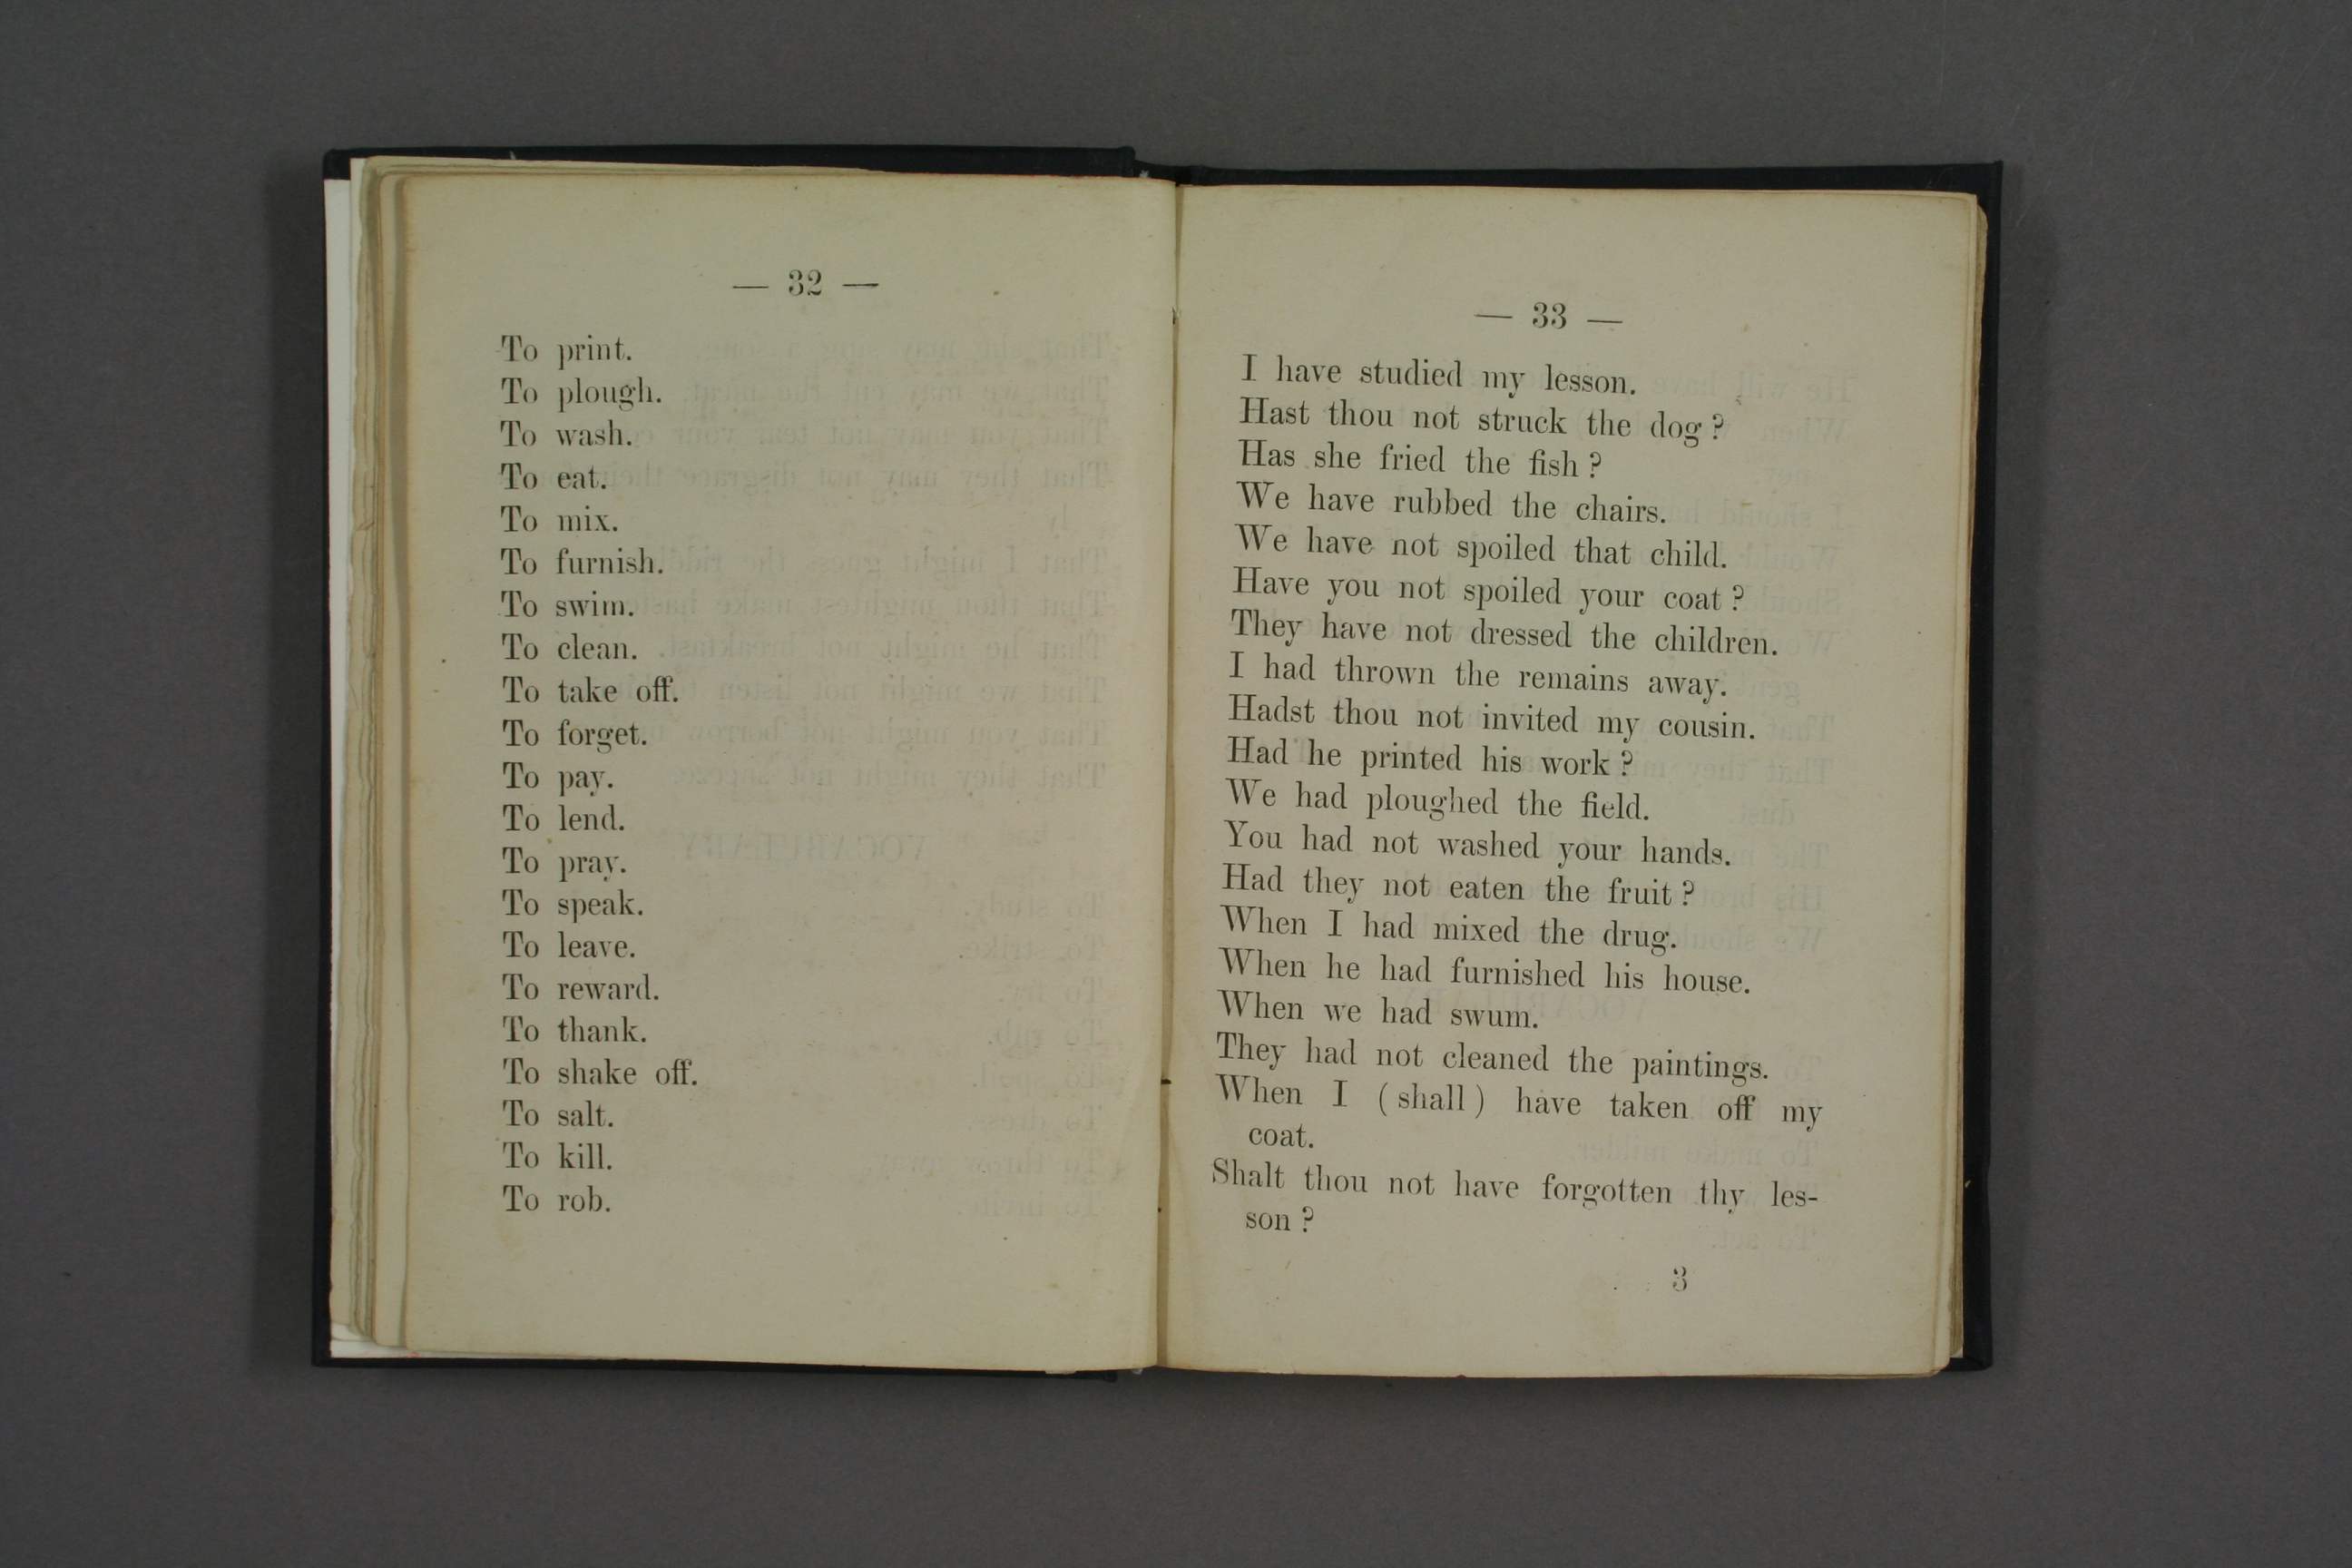 — 32 —
To print.
To plough.
To wash.
To eat.
To mix.
To furnish.
To swim.
To clean.
To take off.
To forget.
To pay.
To lend.
To pray.
To speak.
To leave.
To reward.
To thank.
To shake off.
To salt.
To kill.
To rob.
— 33 —
I have studied my lesson.
Hast thou not struck the dog ?
Has she fried the fish ?
We have rubbed the chairs.
We have not spoiled that child.
Have you not spoiled your coat ?
They have not dressed the children.
I had thrown the remains away.
Hadst thou not invited my cousin.
Had he printed his work ?
We had ploughed the field.
You had not washed your hands.
Had they not eaten the fruit ?
When I had mixed the drug.
When he had furnished his house.
When we had swum.
They had not cleaned the paintings.
When I ( shall ) have taken off my
coat.
Shalt thou not have forgotten thy les-
son ?
3